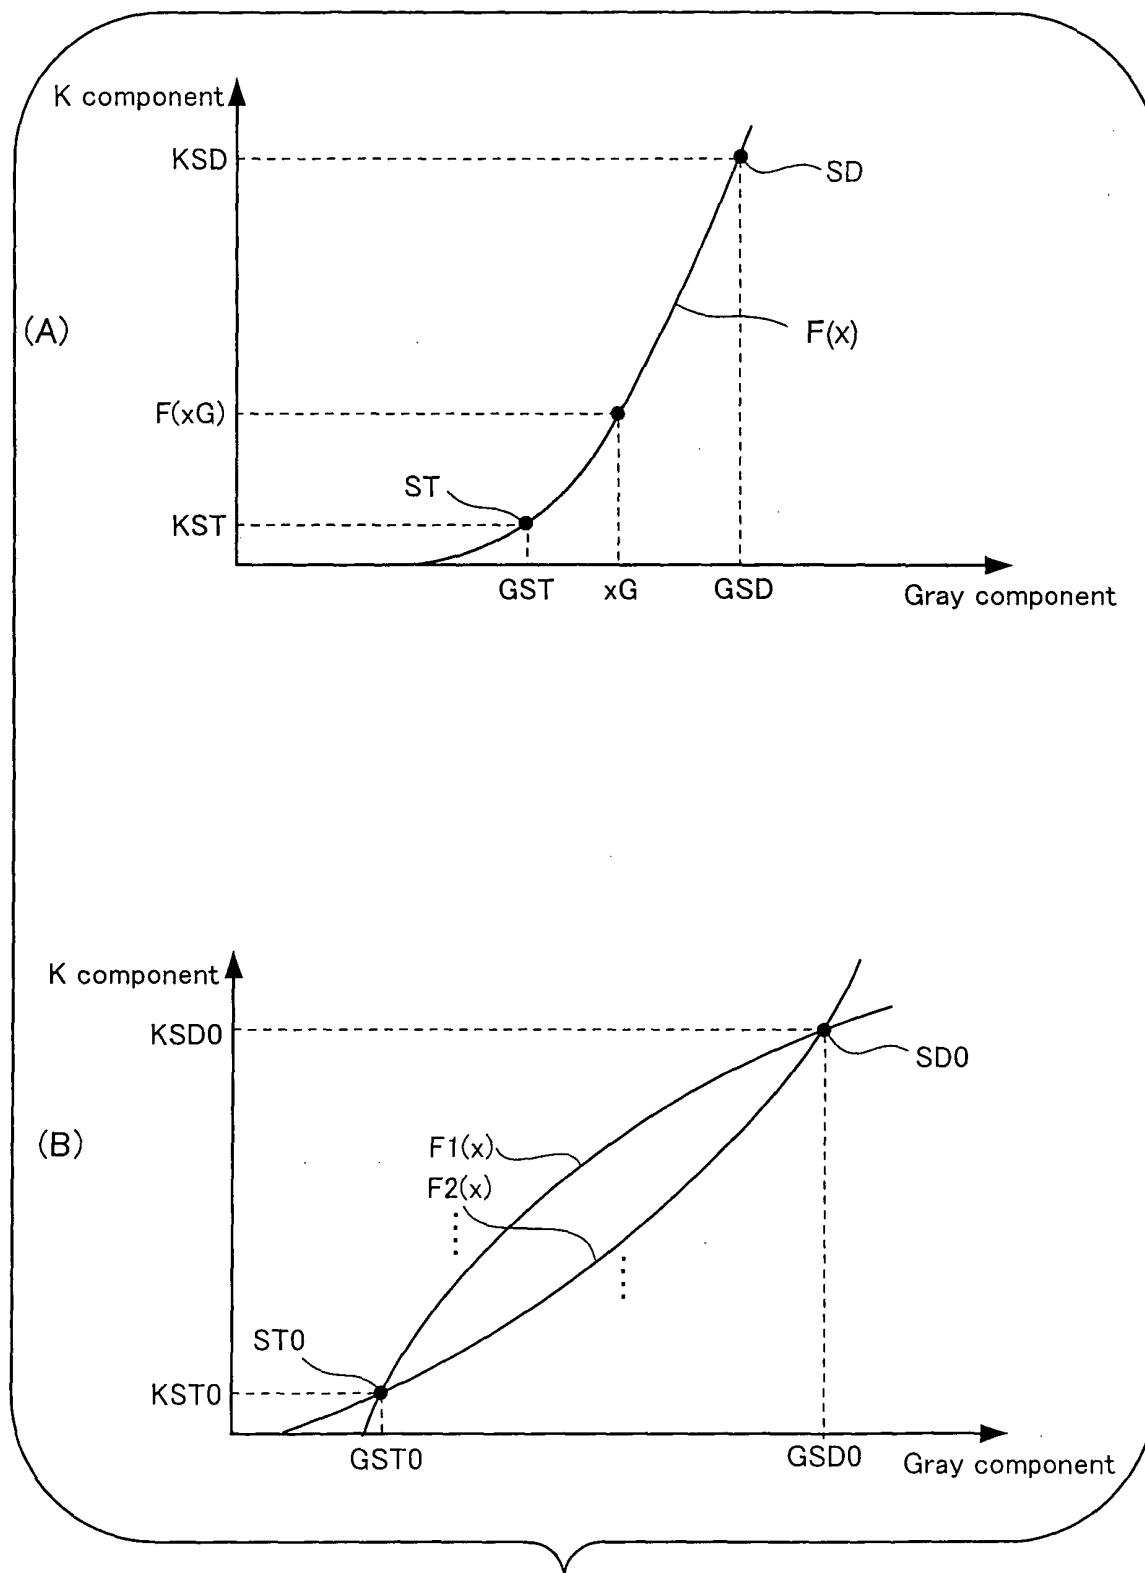 K component
KSD
SD
(A)
F(x)
F(xG)
ST
KST
GST
xG
GSD
Gray component
K component
KSD0
SD0
(B)
F1(x)
F2(x)
ST0
KST0
GST0
GSD0
Gray component